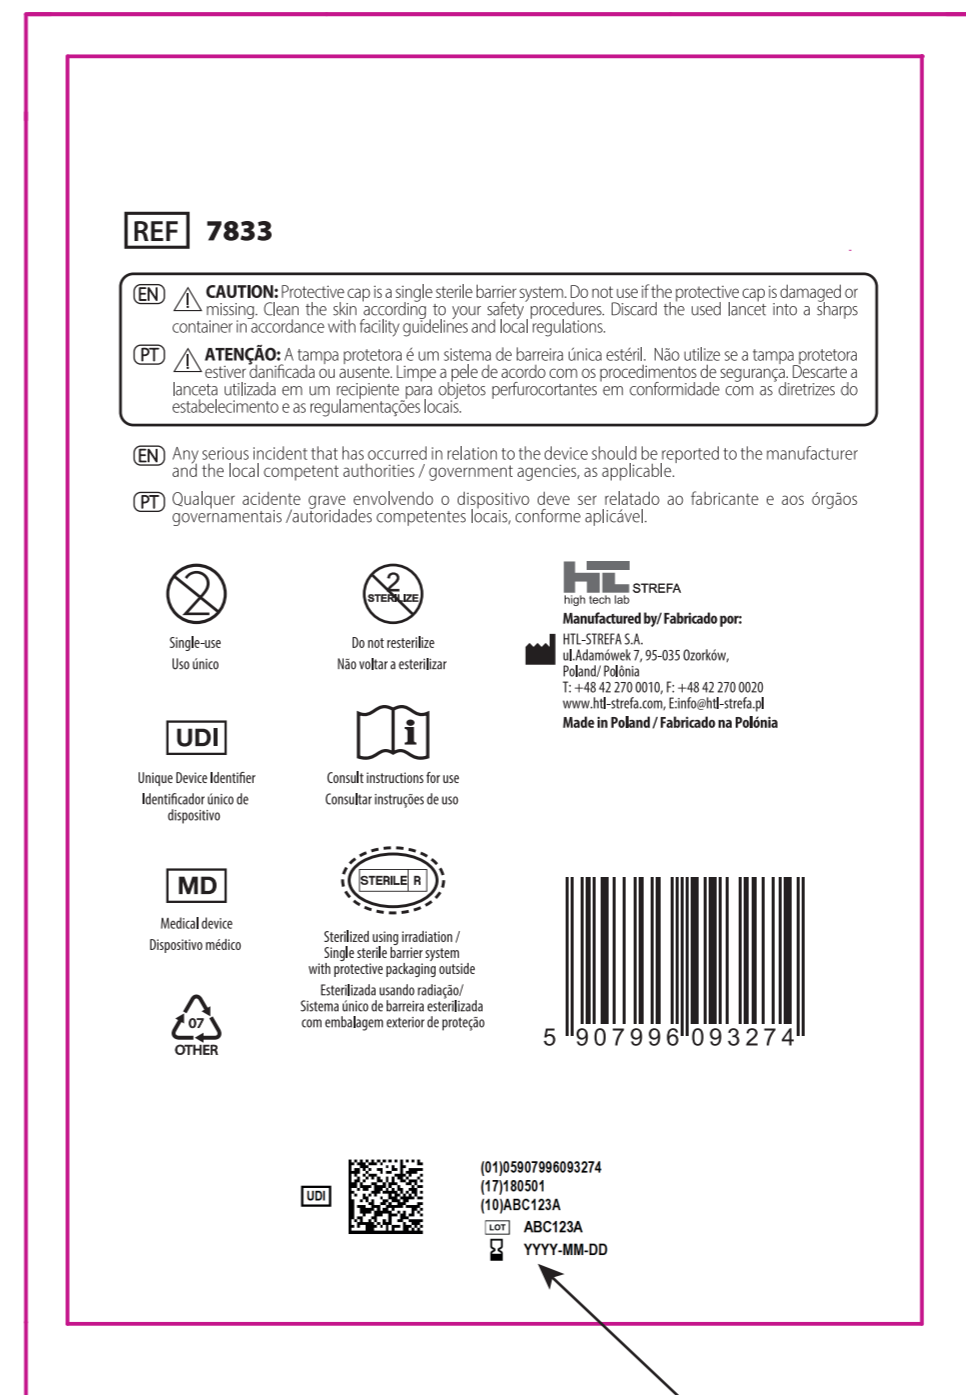 REF 7833
EN CAUTION: Protective cap is a single sterile barrier system. Do not use if the protective cap is damaged or
missing. Clean the skin according to your safety procedures. Discard the used lancet into a sharps
container in accordance with facility guidelines and local regulations.
PT ATENÇÃO: A tampa protetora é um sistema de barreira única estéril. Não utilize se a tampa protetora
estiver danificada ou ausente. Limpe a pele de acordo com os procedimentos de segurança. Descarte a
lanceta utilizada em um recipiente para objetos perfurocortantes em conformidade com as diretrizes do
estabelecimento e as regulamentações locais.
EN Any serious incident that has occurred in relation to the device should be reported to the manufacturer
and the local competent authorities / government agencies, as applicable.
PT Qualquer acidente grave envolvendo o dispositivo deve ser relatado ao fabricante e aos órgãos
governamentais /autoridades competentes locais, conforme aplicável.
2
Single-use
Uso único
2
STERILIZE
Do not resterilize
Não voltar a esterilizar
HTL STREFA
high tech lab
Manufactured by/ Fabricado por:
HTL-STREFA S.A.
ul.Adamówek 7, 95-035 Ozorków,
Poland/ Polônia
T: +48 42 270 0010, F: +48 42 270 0020
www.htl-strefa.com, E:info@htl-strefa.pl
Made in Poland / Fabricado na Polónia
UDI
Unique Device Identifier
Identificador único de
dispositivo
i
Consult instructions for use
Consultar instruções de uso
MD
Medical device
Dispositivo médico
STERILE R
Sterilized using irradiation /
Single sterile barrier system
with protective packaging outside
Esterilizada usando radiação/
Sistema único de barreira esterilizada
com embalagem exterior de proteção
07
OTHER
5 907996 093274
UDI
(01)05907996093274
(17)180501
(10)ABC123A
LOT ABC123A
YYYY-MM-DD